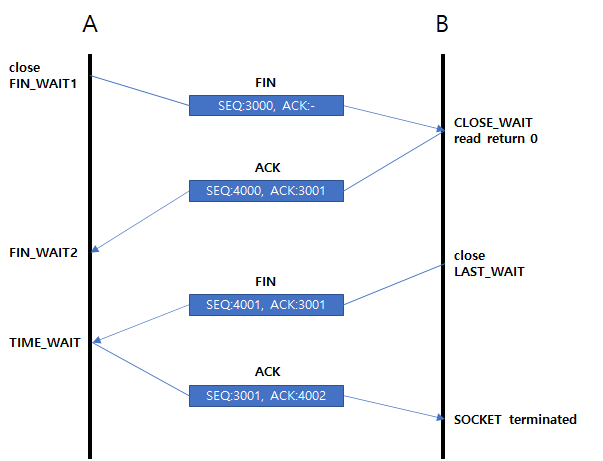 A
B
close
FIN_WAIT1
FIN
SEQ:3000, ACK:-
CLOSE_WAIT
read return 0
ACK
SEQ:4000, ACK:3001
FIN_WAIT2
close
LAST_WAIT
FIN
SEQ:4001, ACK:3001
TIME_WAIT
ACK
SEQ:3001, ACK:4002
SOCKET terminated